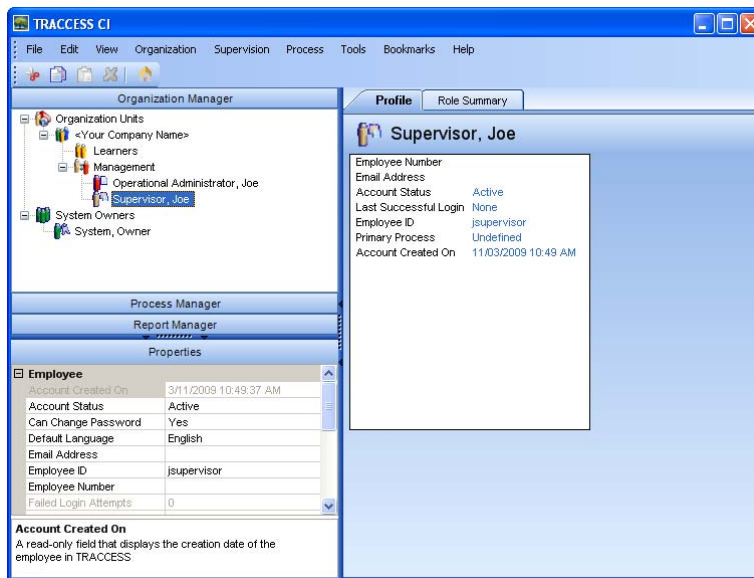 TRACCESS CI
File Edit View Organization Supervision Process Tools Bookmarks Help
Organization Manager
Organization Units
<Your Company Name>
Learners
Management
Operational Administrator, Joe
Supervisor, Joe
System Owners
System, Owner
Process Manager
Report Manager
Properties
Employee
Account Created On 3/11/2009 10:49:37 AM
Account Status Active
Can Change Password Yes
Default Language English
Email Address
Employee ID jsupervisor
Employee Number
Failed Login Attempts 0
Account Created On
A read-only field that displays the creation date of the
employee in TRACCESS
Profile Role Summary
Supervisor, Joe
Employee Number
Email Address
Account Status Active
Last Successful Login None
Employee ID jsupervisor
Primary Process Undefined
Account Created On 11/03/2009 10:49 AM